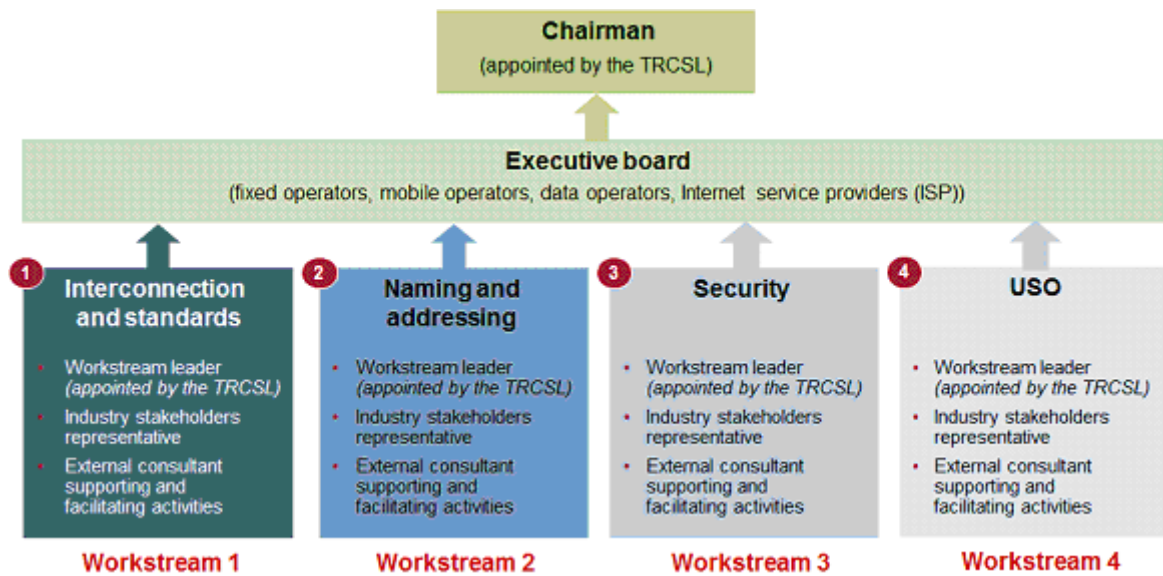 Chairman
(appointed by the TRCSL)
Executive board
(fixed operators, mobile operators, data operators, Internet service providers (ISP))
1
Interconnection
and standards
• Workstream leader
(appointed by the TRCSL)
• Industry stakeholders
representative
• External consultant
supporting and
facilitating activities
Workstream 1
2
Naming and
addressing
• Workstream leader
(appointed by the TRCSL)
• Industry stakeholders
representative
• External consultant
supporting and
facilitating activities
Workstream 2
3
Security
• Workstream leader
(appointed by the TRCSL)
• Industry stakeholders
representative
• External consultant
supporting and
facilitating activities
Workstream 3
4
USO
• Workstream leader
(appointed by the TRCSL)
• Industry stakeholders
representative
• External consultant
supporting and
facilitating activities
Workstream 4